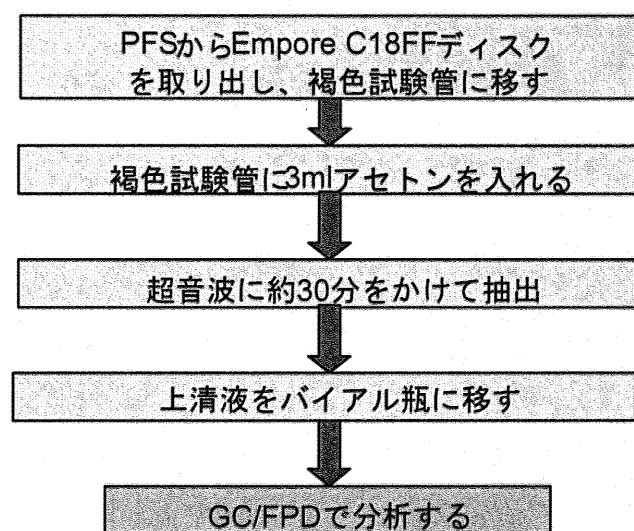 PFSからEmpore C18FFディスク
を取り出し、褐色試験管に移す
褐色試験管に3mlアセトンを入れる
超音波に約30分をかけて抽出
上清液をバイアル瓶に移す
GC/FPDで分析する